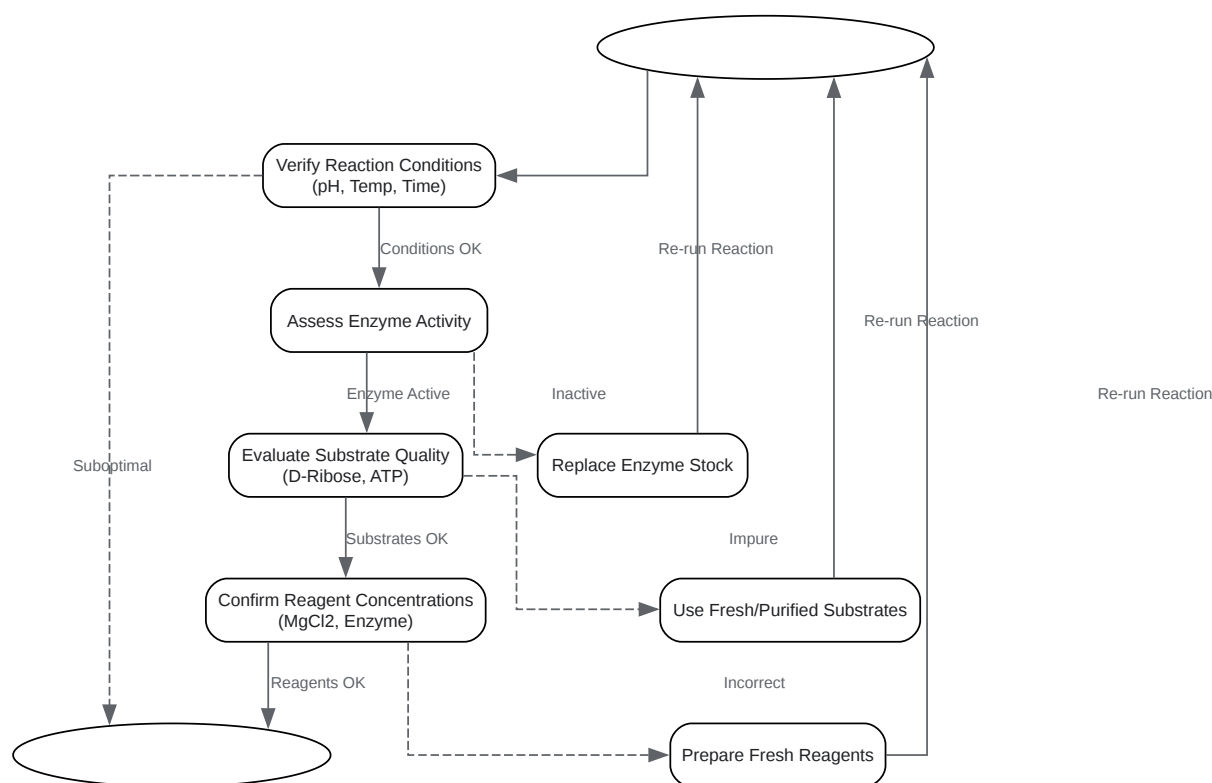 Verify Reaction Conditions
(pH, Temp, Time)
Conditions OK
Re-run Reaction
Assess Enzyme Activity
Re-run Reaction
Enzyme Active
Inactive
Re-run Reaction
Evaluate Substrate Quality
(D-Ribose, ATP)
Suboptimal
Replace Enzyme Stock
Substrates OK
Impure
Confirm Reagent Concentrations
(MgCl2, Enzyme)
Use Fresh/Purified Substrates
Reagents OK
Incorrect
Prepare Fresh Reagents